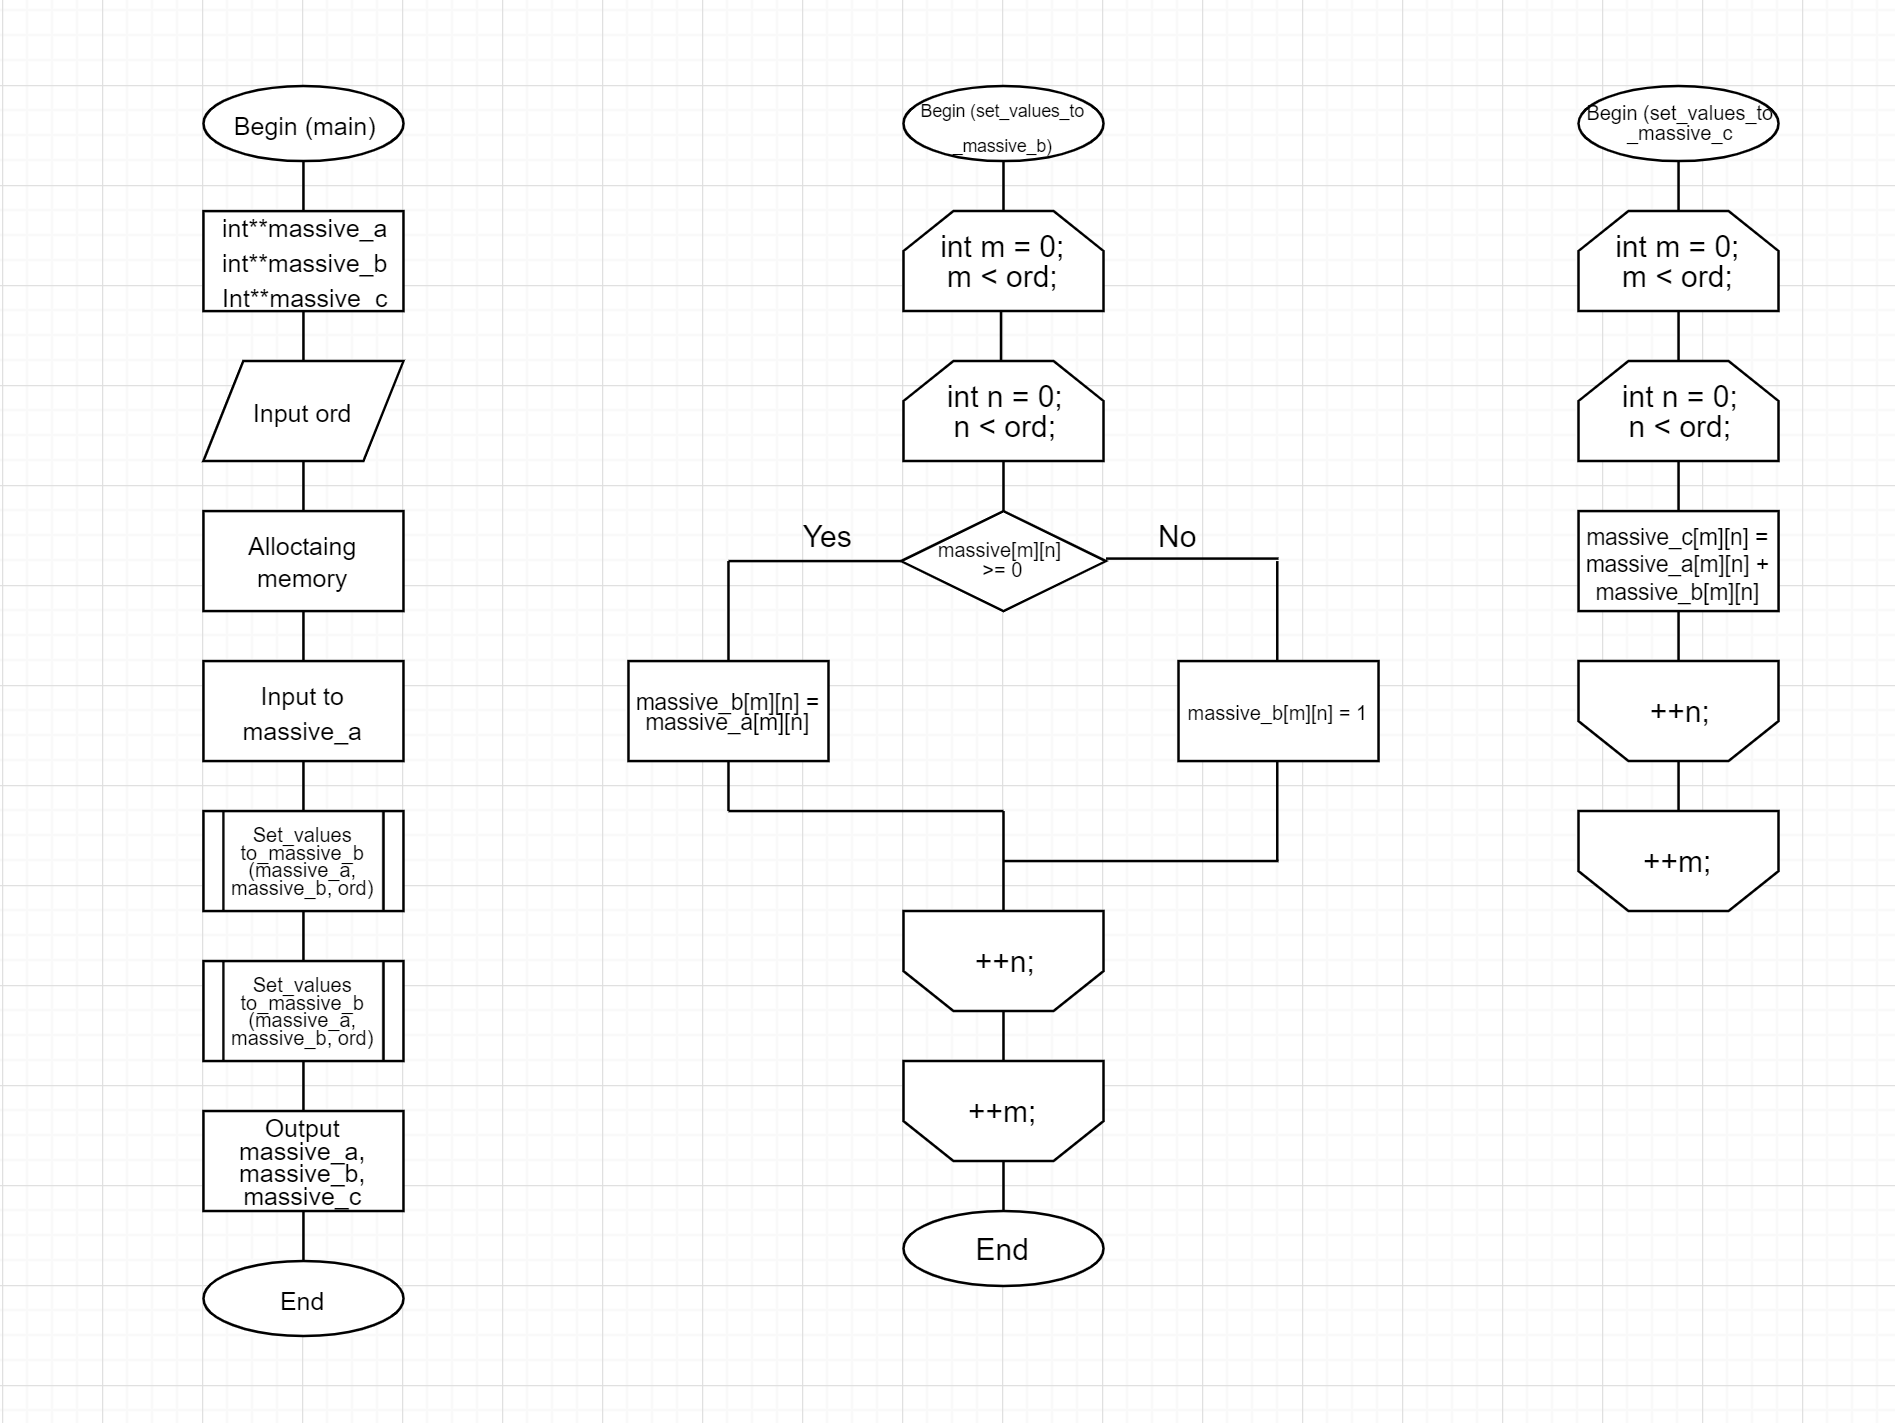 Begin (main)
int**massive_a
int**massive_b
Int**massive_c
Input ord
Alloctaing
memory
Input to
massive_a
Set_values
to_massive_b
(massive_a,
massive_b, ord)
Set_values
to_massive_b
(massive_a,
massive_b, ord)
Output
massive_a,
massive_b,
massive_c
End
Begin (set_values_to
_massive_b)
int m = 0;
m < ord;
int n = 0;
n < ord;
Yes
massive[m][n]
>= 0
No
massive_b[m][n] =
massive_a[m][n]
massive_b[m][n] = 1
++n;
++m;
End
Begin (set_values_to
_massive_c
int m = 0;
m < ord;
int n = 0;
n < ord;
massive_c[m][n] =
massive_a[m][n] +
massive_b[m][n]
++n;
++m;